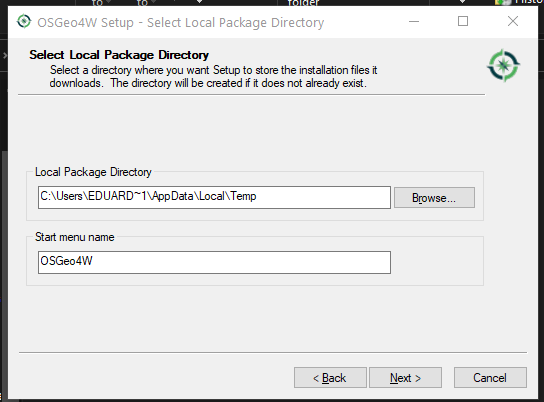 to
to
folder
Histo
OSGeo4W Setup - Select Local Package Directory
Select Local Package Directory
Select a directory where you want Setup to store the installation files it
downloads. The directory will be created if it does not already exist.
Local Package Directory
C:\Users\EDUARD~1\AppData\Local\Temp
Browse...
Start menu name
OSGeo4W
< Back
Next >
Cancel